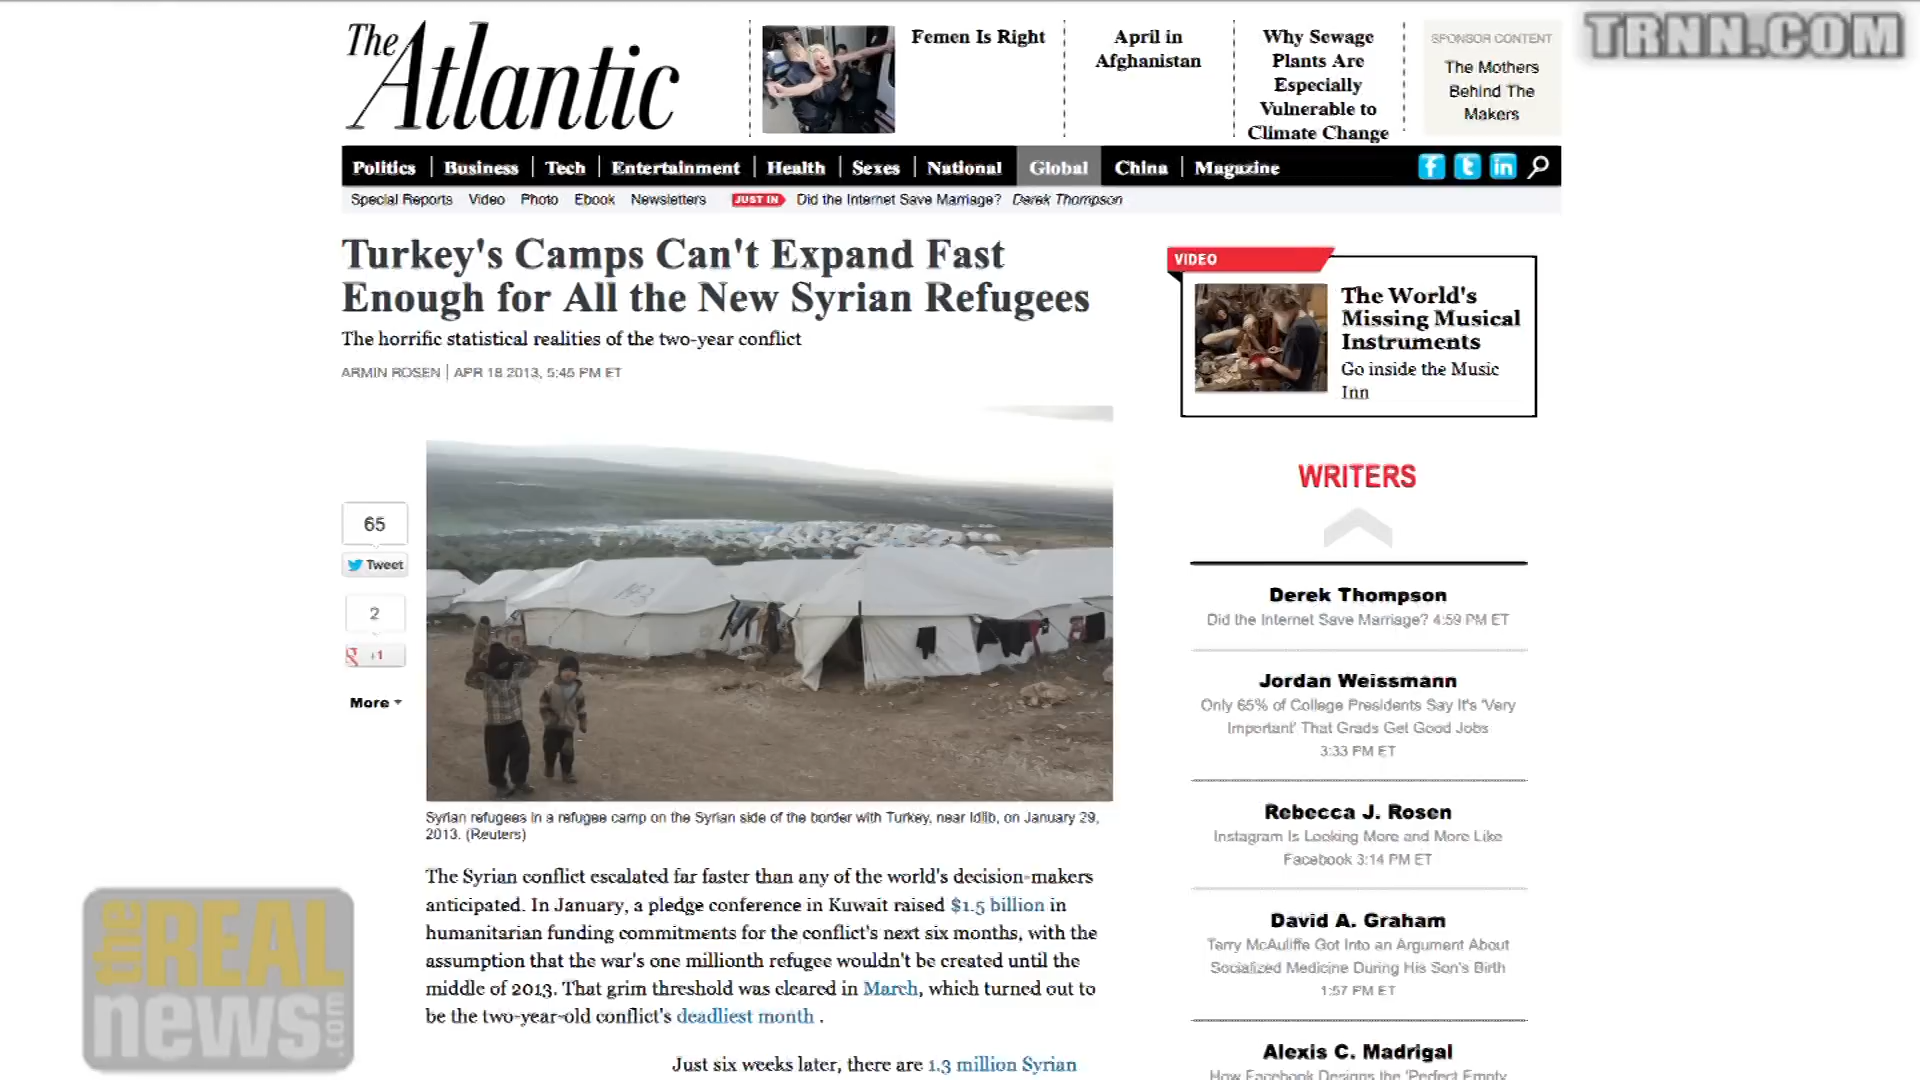 The Atlantic
Femen Is Right
April in
Afghanistan
Why Sewage
Plants Are
Especially
Vulnerable to
Climate Change
SPONSOR CONTENT
The Mothers
Behind The
Makers
TRNN.COM
Politics Business Tech Entertainment Health Sexes National Global China Magazine
Special Reports Video Photo Ebook Newsletters JUST IN Did the Internet Save Marriage? Derek Thompson
Turkey's Camps Can't Expand Fast
Enough for All the New Syrian Refugees
The horrific statistical realities of the two-year conflict
ARMIN ROSEN | APR 18 2013, 5:45 PM ET
65
Tweet
2
+1
More
Syrian refugees in a refugee camp on the Syrian side of the border with Turkey, near Idlib, on January 29,
2013. (Reuters)
The Syrian conflict escalated far faster than any of the world's decision-makers
anticipated. In January, a pledge conference in Kuwait raised $1.5 billion in
humanitarian funding commitments for the conflict's next six months, with the
assumption that the war's one millionth refugee wouldn't be created until the
middle of 2013. That grim threshold was cleared in March, which turned out to
be the two-year-old conflict's deadliest month .
Just six weeks later, there are 1.3 million Syrian
VIDEO
The World's
Missing Musical
Instruments
Go inside the Music
Inn
WRITERS
Derek Thompson
Did the Internet Save Marriage? 4:59 PM ET
Jordan Weissmann
Only 65% of College Presidents Say It's 'Very
Important' That Grads Get Good Jobs
3:33 PM ET
Rebecca J. Rosen
Instagram Is Looking More and More Like
Facebook 3:14 PM ET
David A. Graham
Terry McAuliffe Got Into an Argument About
Socialized Medicine During His Son's Birth
1:57 PM ET
Alexis C. Madrigal
How Facebook Designs the 'Perfect Empty
the REAL
news.com